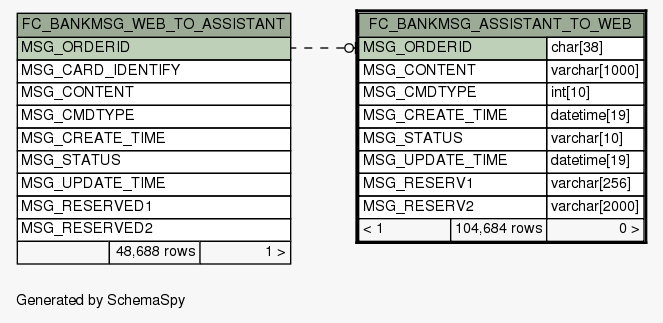 FC_BANKMSG_WEB_TO_ASSISTANT
MSG_ORDERID
MSG_CARD_IDENTIFY
MSG_CONTENT
MSG_CMDTYPE
MSG_CREATE_TIME
MSG_STATUS
MSG_UPDATE_TIME
MSG_RESERVED1
MSG_RESERVED2
48,688 rows 1 >
FC_BANKMSG_ASSISTANT_TO_WEB
MSG_ORDERID char[38]
MSG_CONTENT varchar[1000]
MSG_CMDTYPE int[10]
MSG_CREATE_TIME datetime[19]
MSG_STATUS varchar[10]
MSG_UPDATE_TIME datetime[19]
MSG_RESERV1 varchar[256]
MSG_RESERV2 varchar[2000]
< 1 104,684 rows 0 >
Generated by SchemaSpy